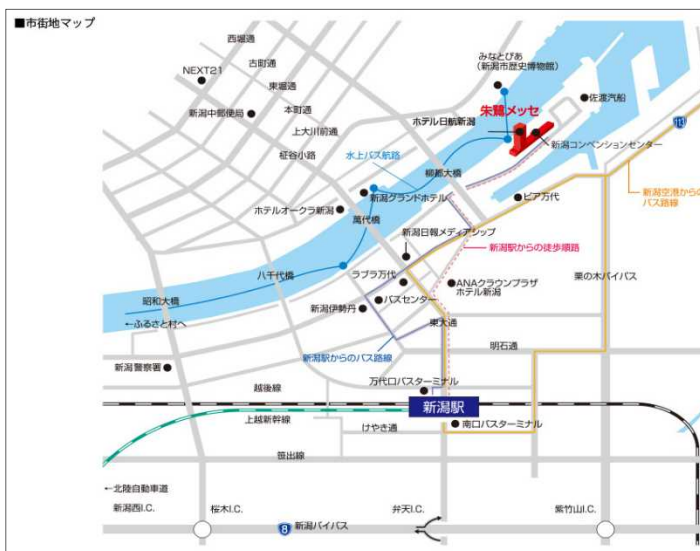 ■市街地マップ
西堀通
みなとぴあ
（新潟市歴史博物館）
古町通
NEXT21
東堀通
朱鷺メッセ
佐渡汽船
本町通
新潟中郵便局
ホテル日航新潟
113
上大川前通
新潟コンベンションセンター
柾谷小路
水上バス航路
柳都大橋
新潟空港からの
バス路線
新潟グランドホテル
ピア万代
ホテルオークラ新潟
萬代橋
新潟日報メディアシップ
新潟駅からの徒歩順路
八千代橋
ラブラ万代
栗の木バイパス
ANAクラウンプラザ
ホテル新潟
昭和大橋
バスセンター
新潟伊勢丹
←ふるさと村へ
東大通
明石通
新潟駅からのバス路線
新潟警察署
万代口バスターミナル
越後線
新潟駅
上越新幹線
けやき通
南口バスターミナル
笹出線
←北陸自動車道
新潟西I.C.
桜木I.C.
弁天I.C.
紫竹山I.C.
8
新潟バイパス